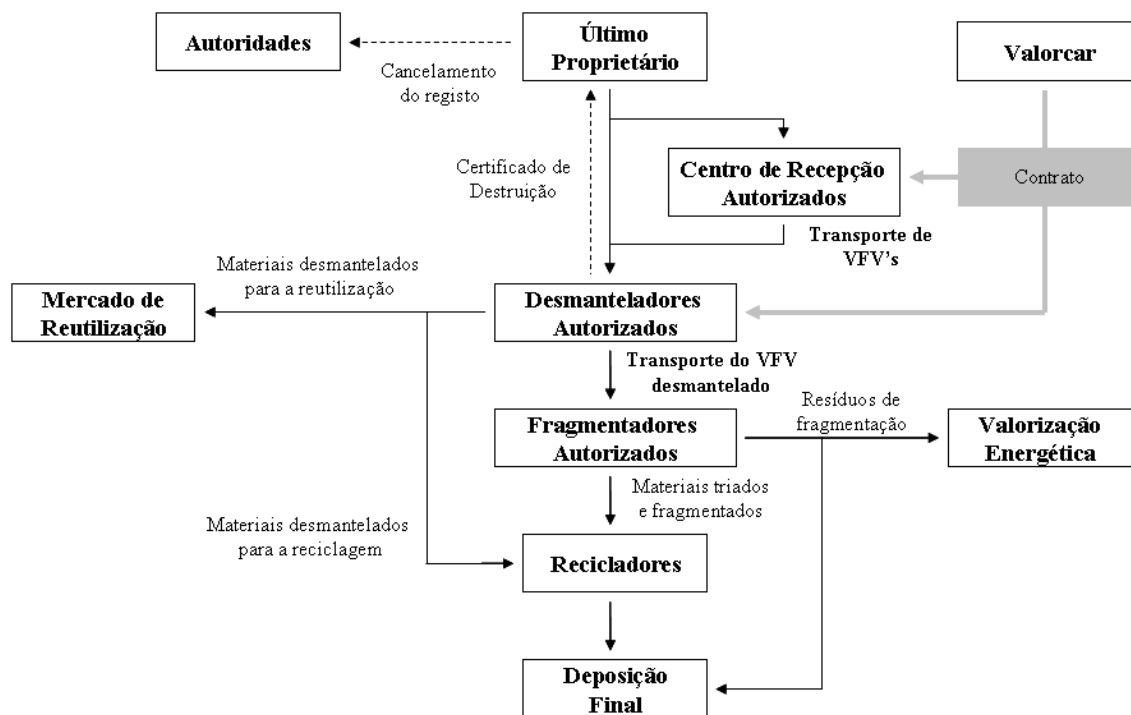 Autoridades
Último
Proprietário
Valorcar
Cancelamento
do registo
Certificado de
Destruição
Centro de Recepção
Autorizados
Contrato
Transporte de
VFV's
Materiais desmantelados
para a reutilização
Mercado de
Reutilização
Desmanteladores
Autorizados
Transporte do VFV
desmantelado
Resíduos de
fragmentação
Fragmentadores
Autorizados
Valorização
Energética
Materiais triados
e fragmentados
Materiais desmantelados
para a reciclagem
Recicladores
Deposição
Final